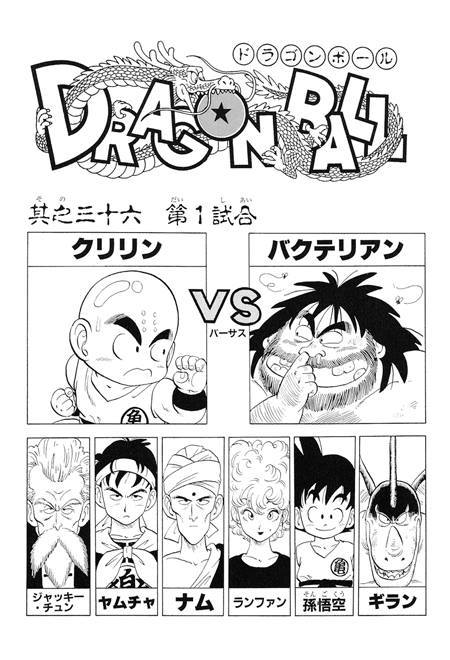 ドラゴンボール
DRAGON BALL
其之三十六 第1試合
クリリン
バクテリアン
VS
バーサス
亀
ジャッキー
・チュン
ヤムチャ
ナム
ランファン
孫悟空
ギラン